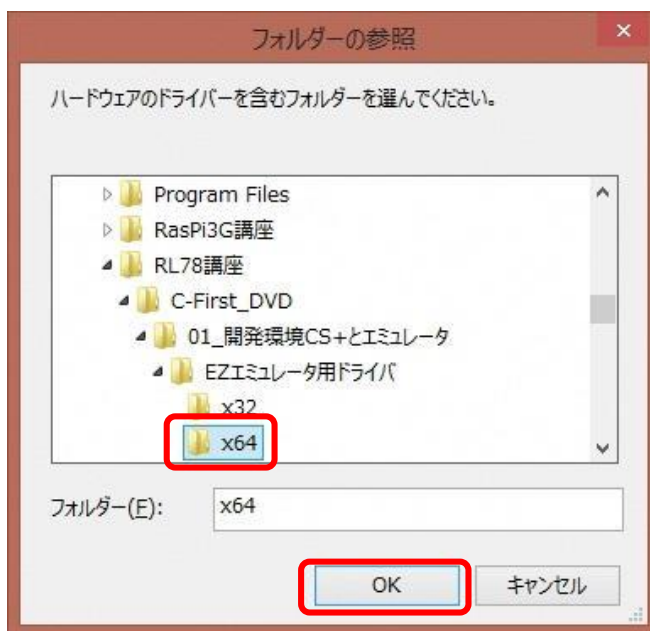 フォルダーの参照
ハードウェアのドライバーを含むフォルダーを選んでください。
Program Files
RasPi3G講座
RL78講座
C-First_DVD
01_開発環境CS+とエミュレータ
EZエミュレータ用ドライバ
x32
x64
フォルダー(F): x64
OK キャンセル